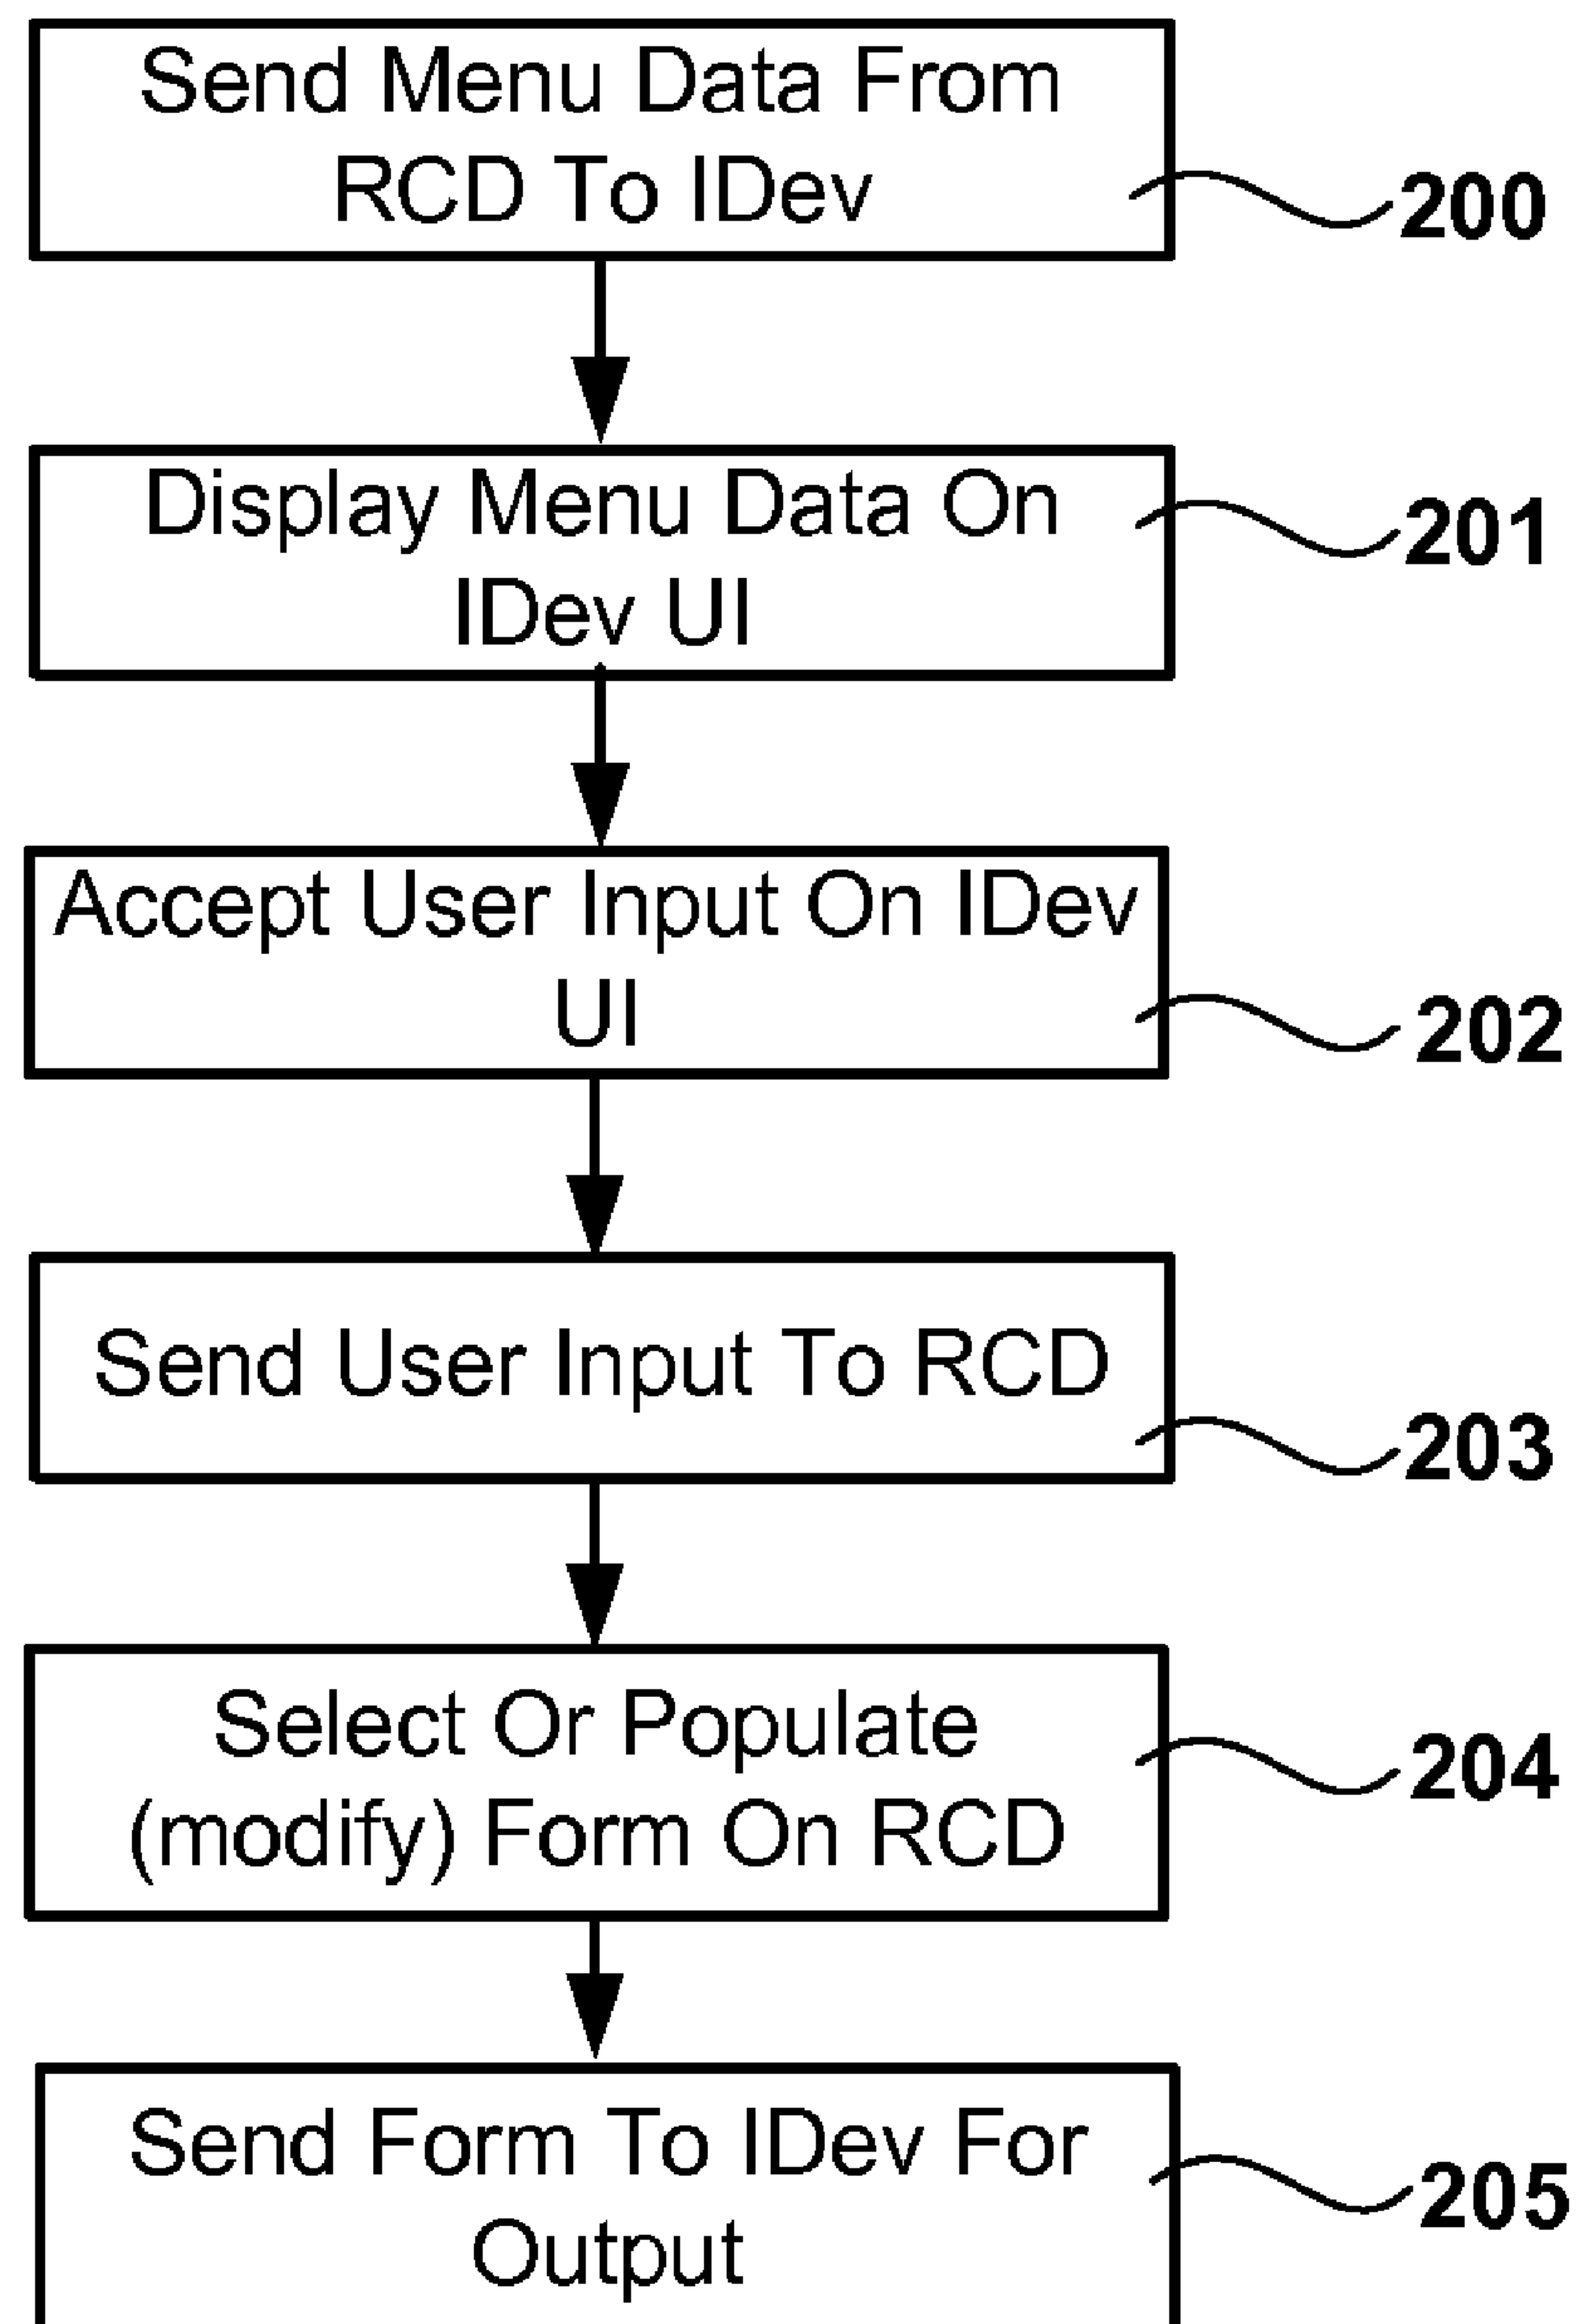 Send Menu Data From
RCD To IDev
200
Display Menu Data On
IDev UI
201
Accept User Input On IDev
UI
202
Send User Input To RCD
203
Select Or Populate
(modify) Form On RCD
204
Send Form To IDev For
Output
205